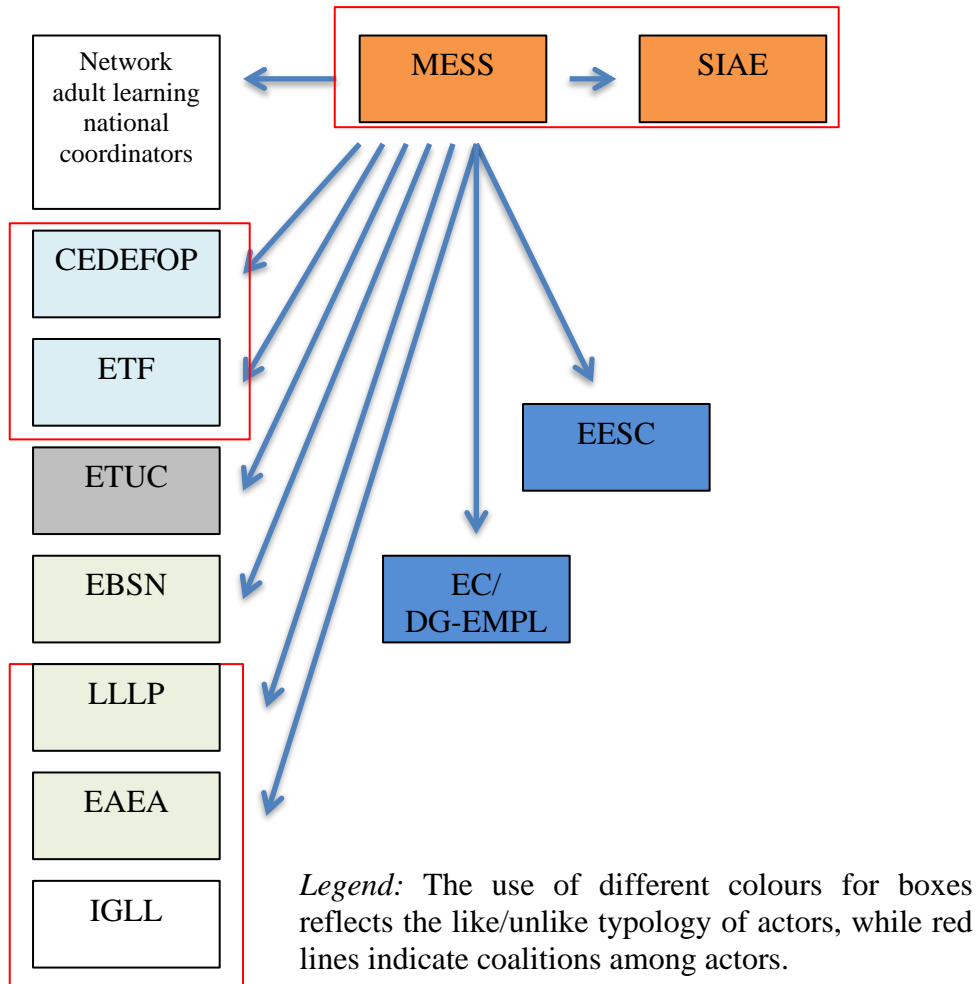 Network
adult learning
national
coordinators
MESS
SIAE
CEDEFOP
ETF
ETUC
EBSN
LLLP
EAEA
IGLL
EESC
EC/
DG-EMPL
Legend: The use of different colours for boxes
reflects the like/unlike typology of actors, while red
lines indicate coalitions among actors.